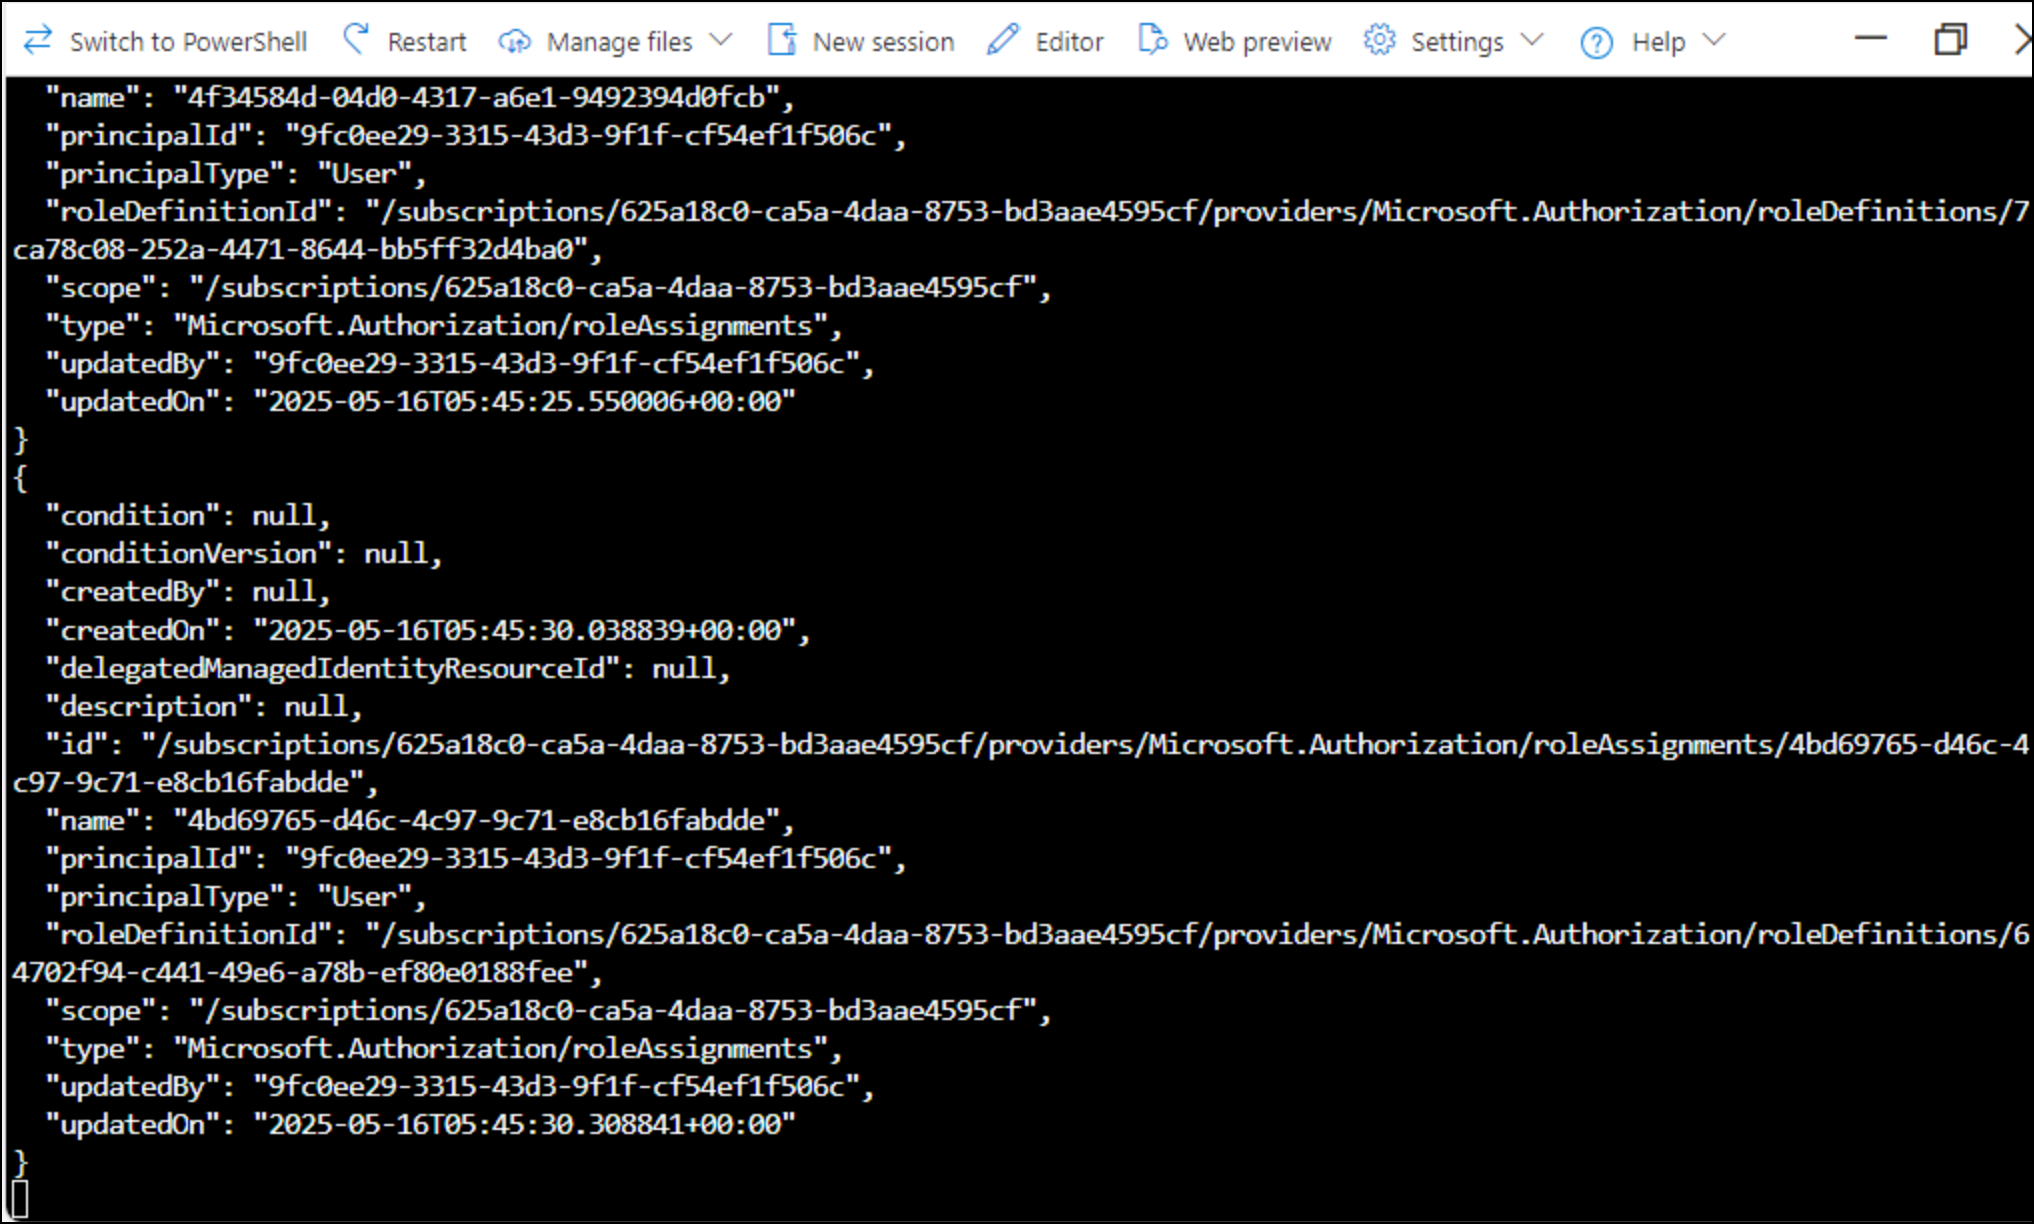 Switch to PowerShell Restart Manage files New session Editor Web preview Settings Help
"name": "4f34584d-04d0-4317-a6e1-9492394d0fcb",
"principalId": "9fc0ee29-3315-43d3-9f1f-cf54ef1f506c",
"principalType": "User",
"roleDefinitionId": "/subscriptions/625a18c0-ca5a-4daa-8753-bd3aae4595cf/providers/Microsoft.Authorization/roleDefinitions/7
ca78c08-252a-4471-8644-bb5ff32d4ba0",
"scope": "/subscriptions/625a18c0-ca5a-4daa-8753-bd3aae4595cf",
"type": "Microsoft.Authorization/roleAssignments",
"updatedBy": "9fc0ee29-3315-43d3-9f1f-cf54ef1f506c",
"updatedOn": "2025-05-16T05:45:25.550006+00:00"
}
{
"condition": null,
"conditionVersion": null,
"createdBy": null,
"createdOn": "2025-05-16T05:45:30.038839+00:00",
"delegatedManagedIdentityResourceId": null,
"description": null,
"id": "/subscriptions/625a18c0-ca5a-4daa-8753-bd3aae4595cf/providers/Microsoft.Authorization/roleAssignments/4bd69765-d46c-4
c97-9c71-e8cb16fabdde",
"name": "4bd69765-d46c-4c97-9c71-e8cb16fabdde",
"principalId": "9fc0ee29-3315-43d3-9f1f-cf54ef1f506c",
"principalType": "User",
"roleDefinitionId": "/subscriptions/625a18c0-ca5a-4daa-8753-bd3aae4595cf/providers/Microsoft.Authorization/roleDefinitions/6
4702f94-c441-49e6-a78b-ef80e0188fee",
"scope": "/subscriptions/625a18c0-ca5a-4daa-8753-bd3aae4595cf",
"type": "Microsoft.Authorization/roleAssignments",
"updatedBy": "9fc0ee29-3315-43d3-9f1f-cf54ef1f506c",
"updatedOn": "2025-05-16T05:45:30.308841+00:00"
}